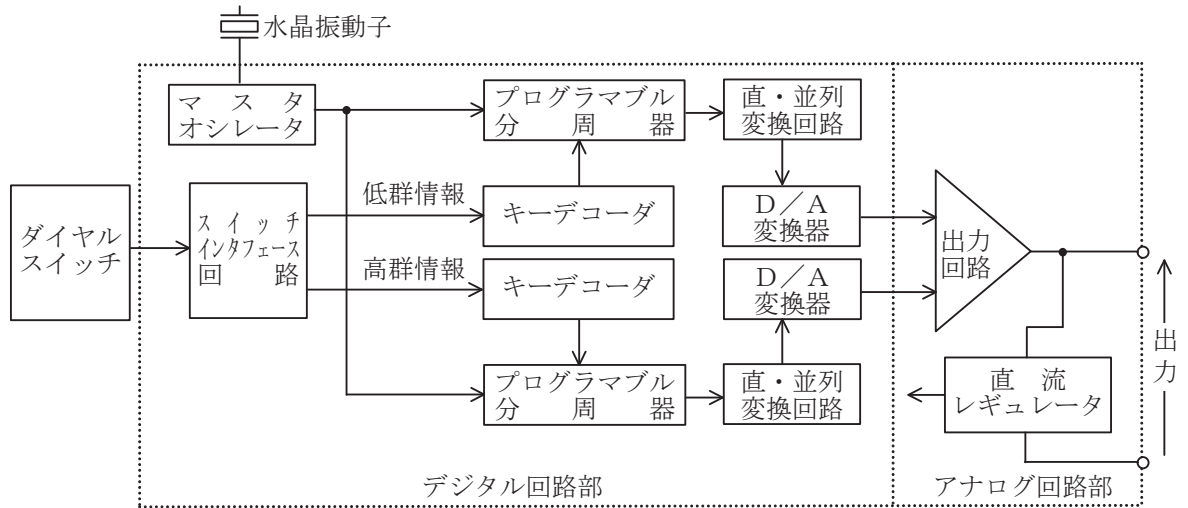 水晶振動子
マスタ
オシレータ
プログラマブル
分周器
直・並列
変換回路
ダイヤル
スイッチ
スイッチ
インタフェース
回路
低群情報
キーデコーダ
D/A
変換器
高群情報
キーデコーダ
D/A
変換器
出力
回路
プログラマブル
分周器
直・並列
変換回路
直流
レギュレータ
出力
デジタル回路部
アナログ回路部